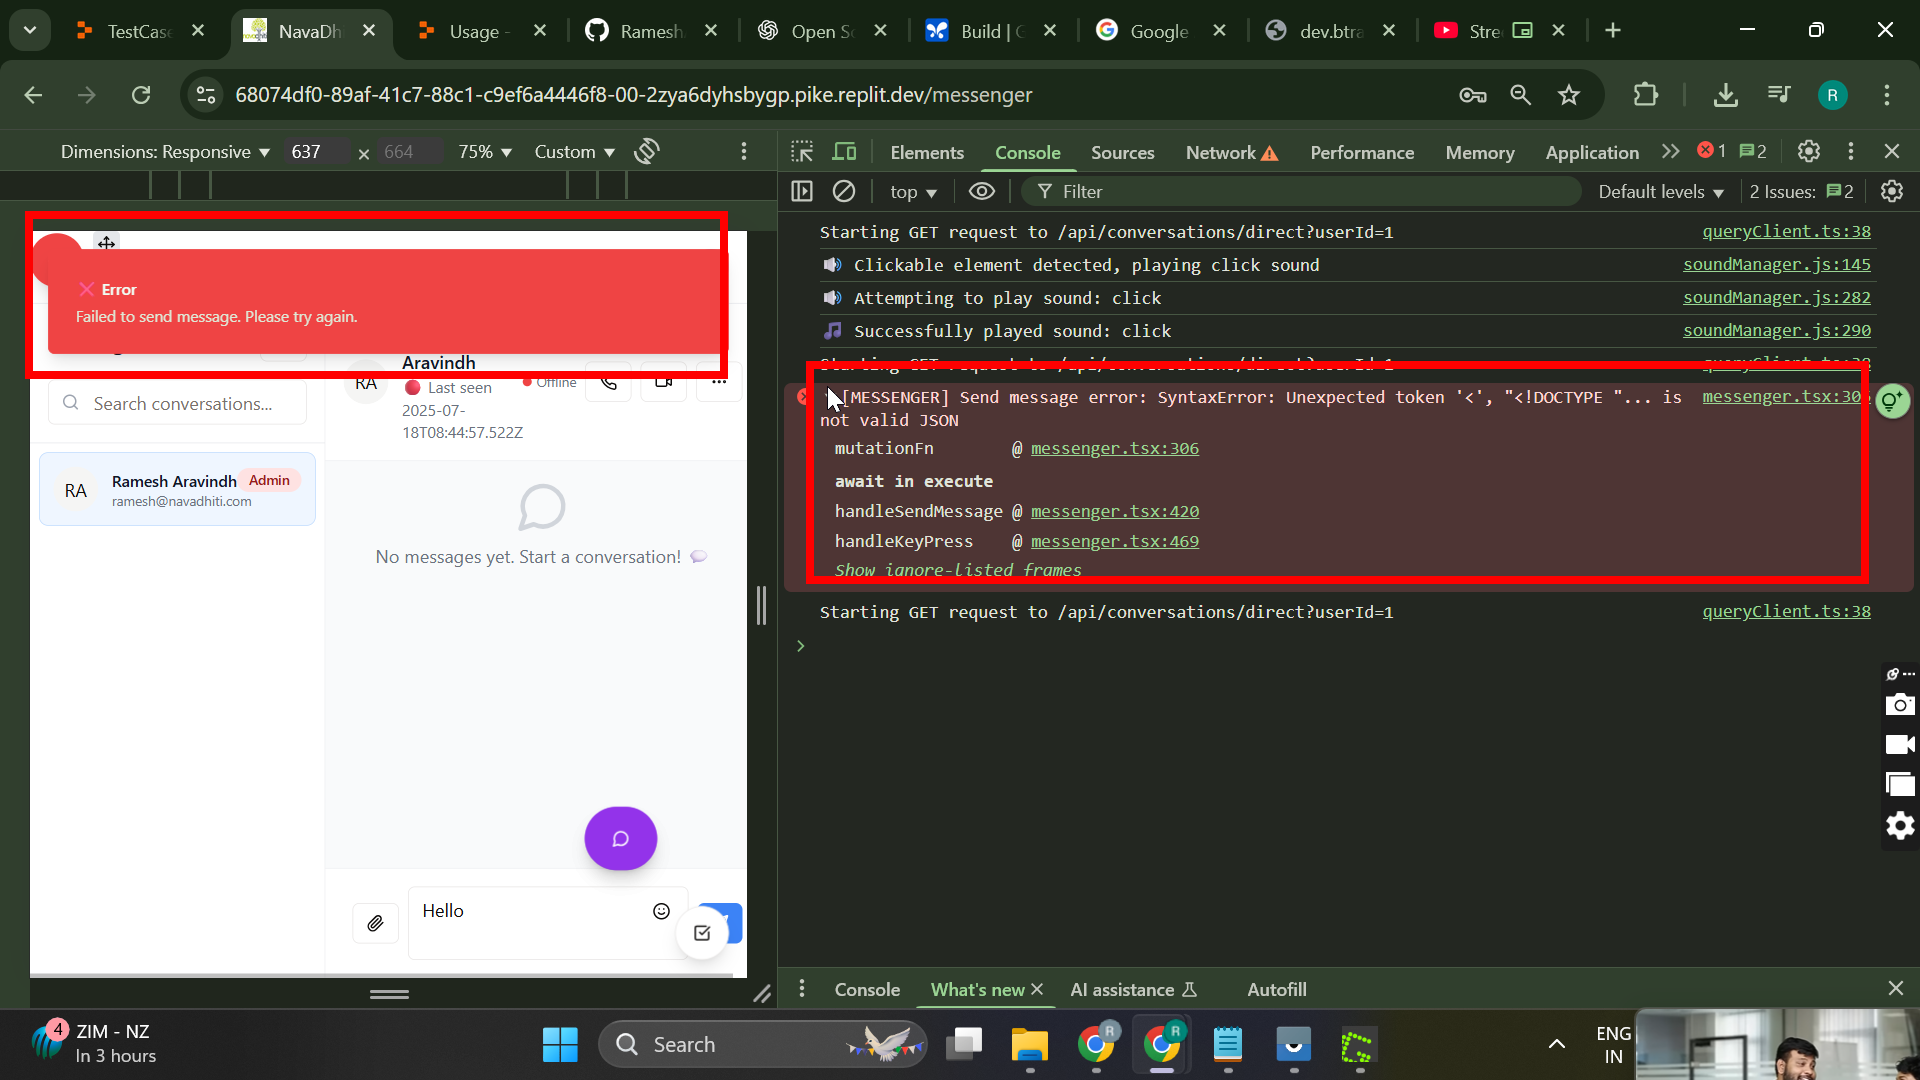 TestCas
NavaDh
Usage -
Ramesh
Open So
Build | G
Google
dev.btra
Stre
68074df0-89af-41c7-88c1-c9ef6a4446f8-00-2zya6dyhsbygp.pike.replit.dev/messenger
R
Dimensions: Responsive
637
×
664
75%
Custom
Elements
Console
Sources
Network
Performance
Memory
Application
1
2
top
Filter
Default levels
2 Issues:
2
Starting GET request to /api/conversations/direct?userId=1
queryClient.ts:38
Clickable element detected, playing click sound
soundManager.js:145
Attempting to play sound: click
soundManager.js:282
Successfully played sound: click
soundManager.js:290
[MESSENGER] Send message error: SyntaxError: Unexpected token '<', "<!DOCTYPE "... is not valid JSON
messenger.tsx:30
mutationFn @ messenger.tsx:306
await in execute
handleSendMessage @ messenger.tsx:420
handleKeyPress @ messenger.tsx:469
Show ignore-listed frames
Starting GET request to /api/conversations/direct?userId=1
queryClient.ts:38
Error
Failed to send message. Please try again.
RA
Aravindh
Last seen
2025-07-
18T08:44:57.522Z
Offline
Search conversations...
RA
Ramesh Aravindh
Admin
ramesh@navadhiti.com
No messages yet. Start a conversation!
Hello
Console
What's new
AI assistance
Autofill
4
ZIM - NZ
In 3 hours
Search
R
R
ENG
IN